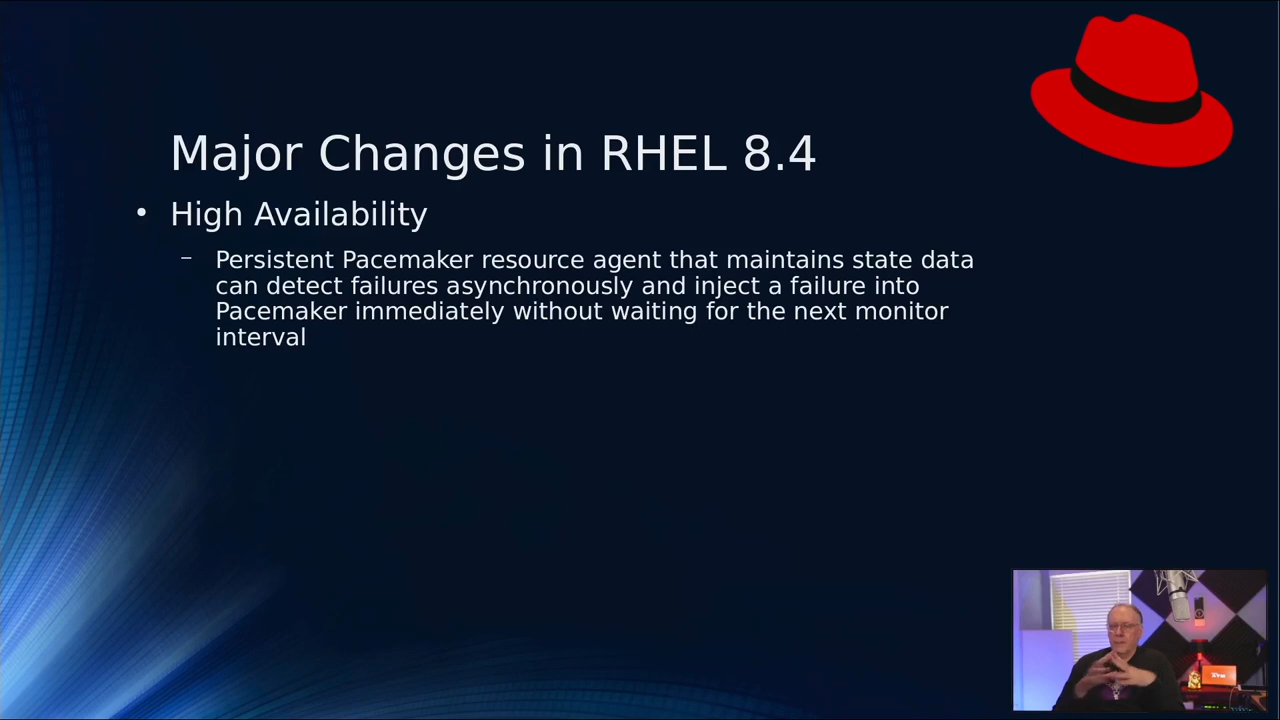 Major Changes in RHEL 8.4
• High Availability
– Persistent Pacemaker resource agent that maintains state data
can detect failures asynchronously and inject a failure into
Pacemaker immediately without waiting for the next monitor
interval